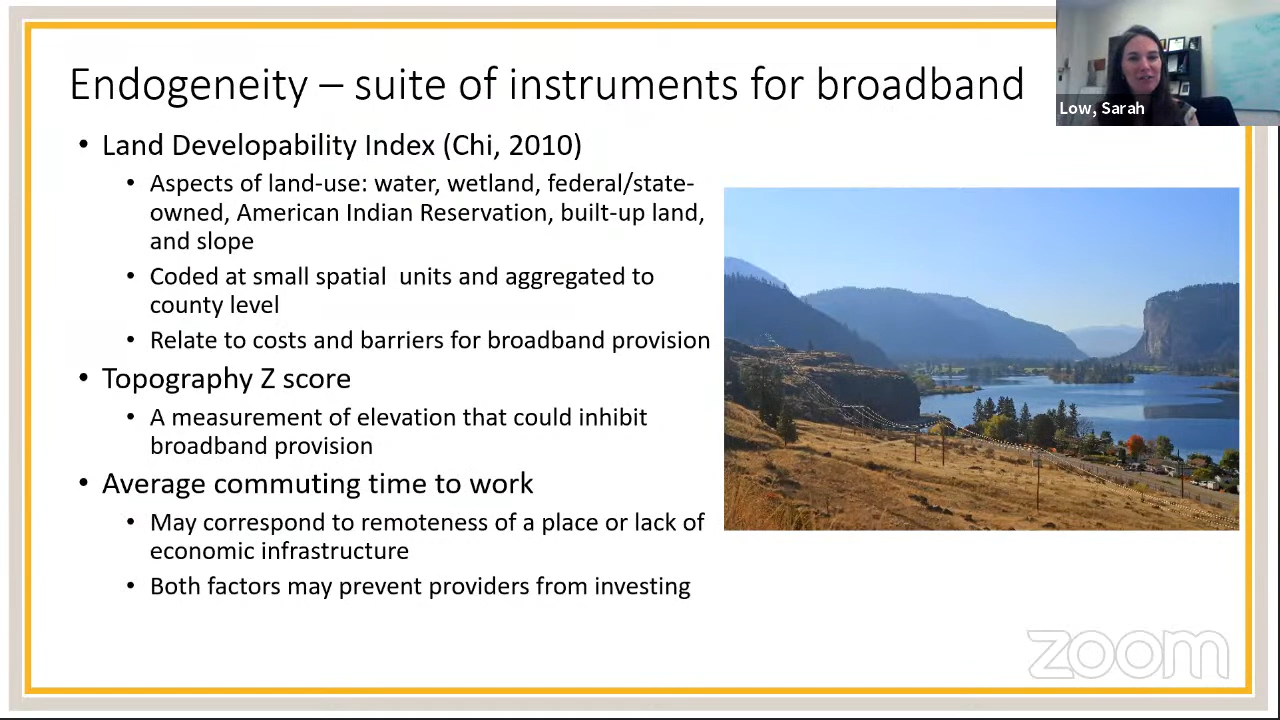 Endogeneity – suite of instruments for broadband
Low, Sarah
• Land Developability Index (Chi, 2010)
• Aspects of land-use: water, wetland, federal/state-
owned, American Indian Reservation, built-up land,
and slope
• Coded at small spatial  units and aggregated to
county level
• Relate to costs and barriers for broadband provision
• Topography Z score
• A measurement of elevation that could inhibit
broadband provision
• Average commuting time to work
• May correspond to remoteness of a place or lack of
economic infrastructure
• Both factors may prevent providers from investing
zoom